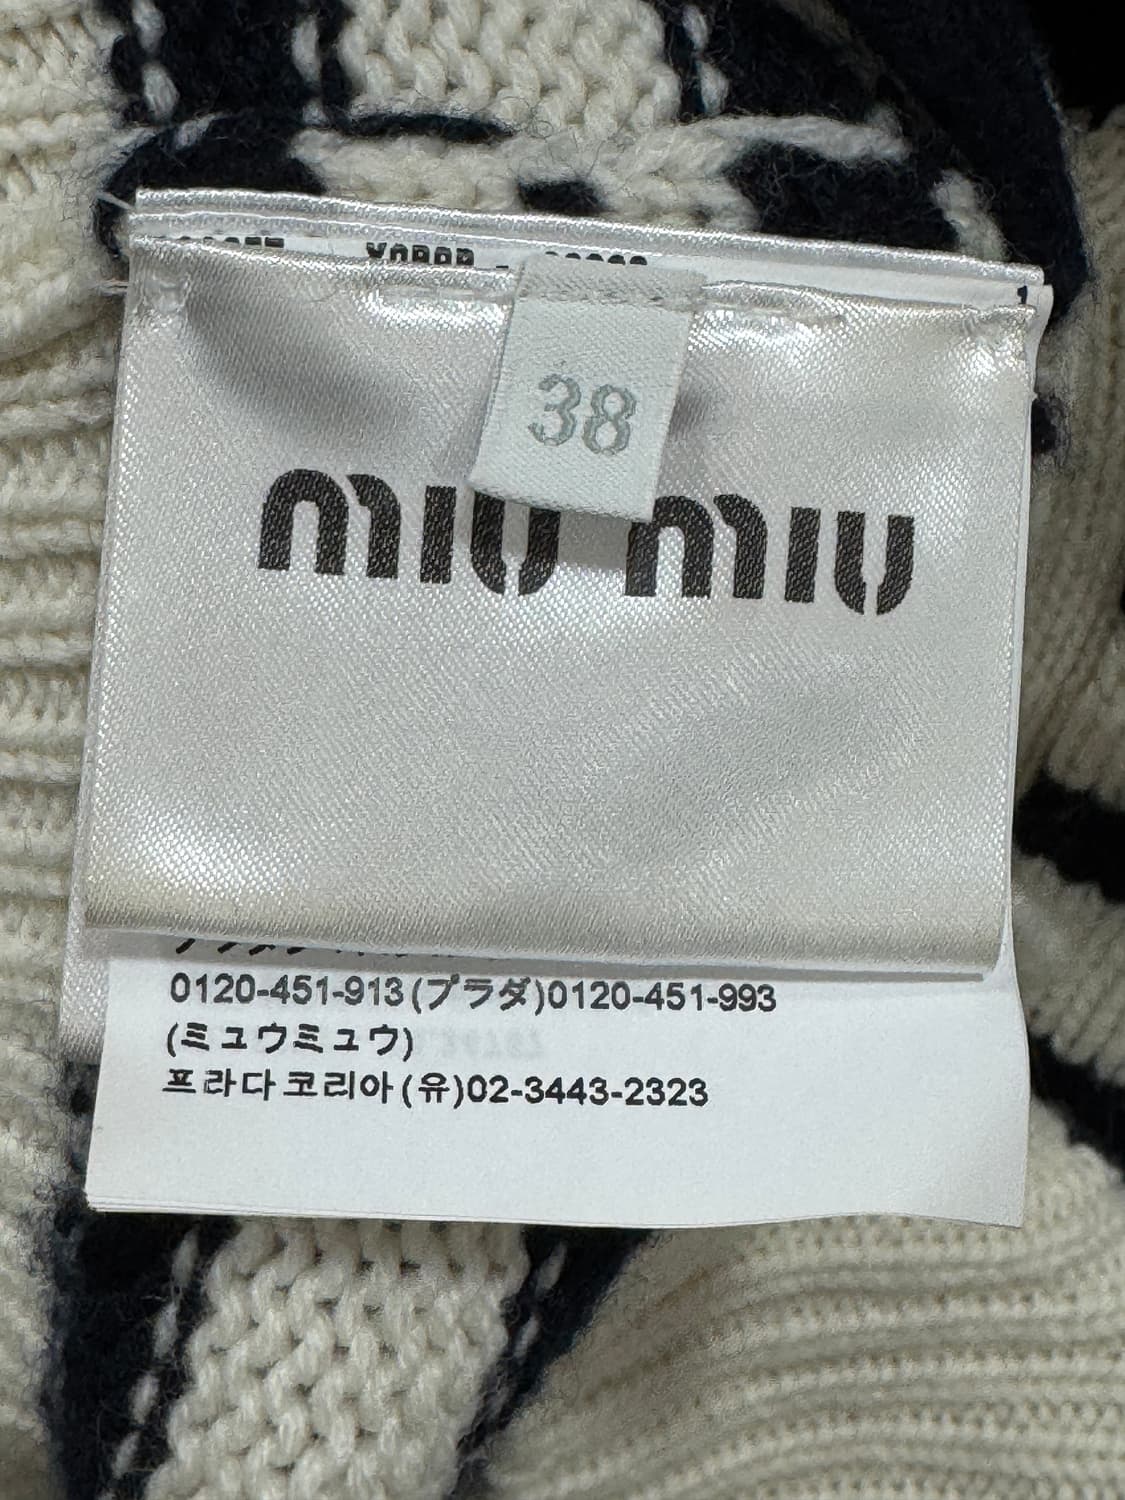 38
miu miu
0120-451-913(プラダ)0120-451-993
(ミュウミュウ)
프라다코리아(유)02-3443-2323